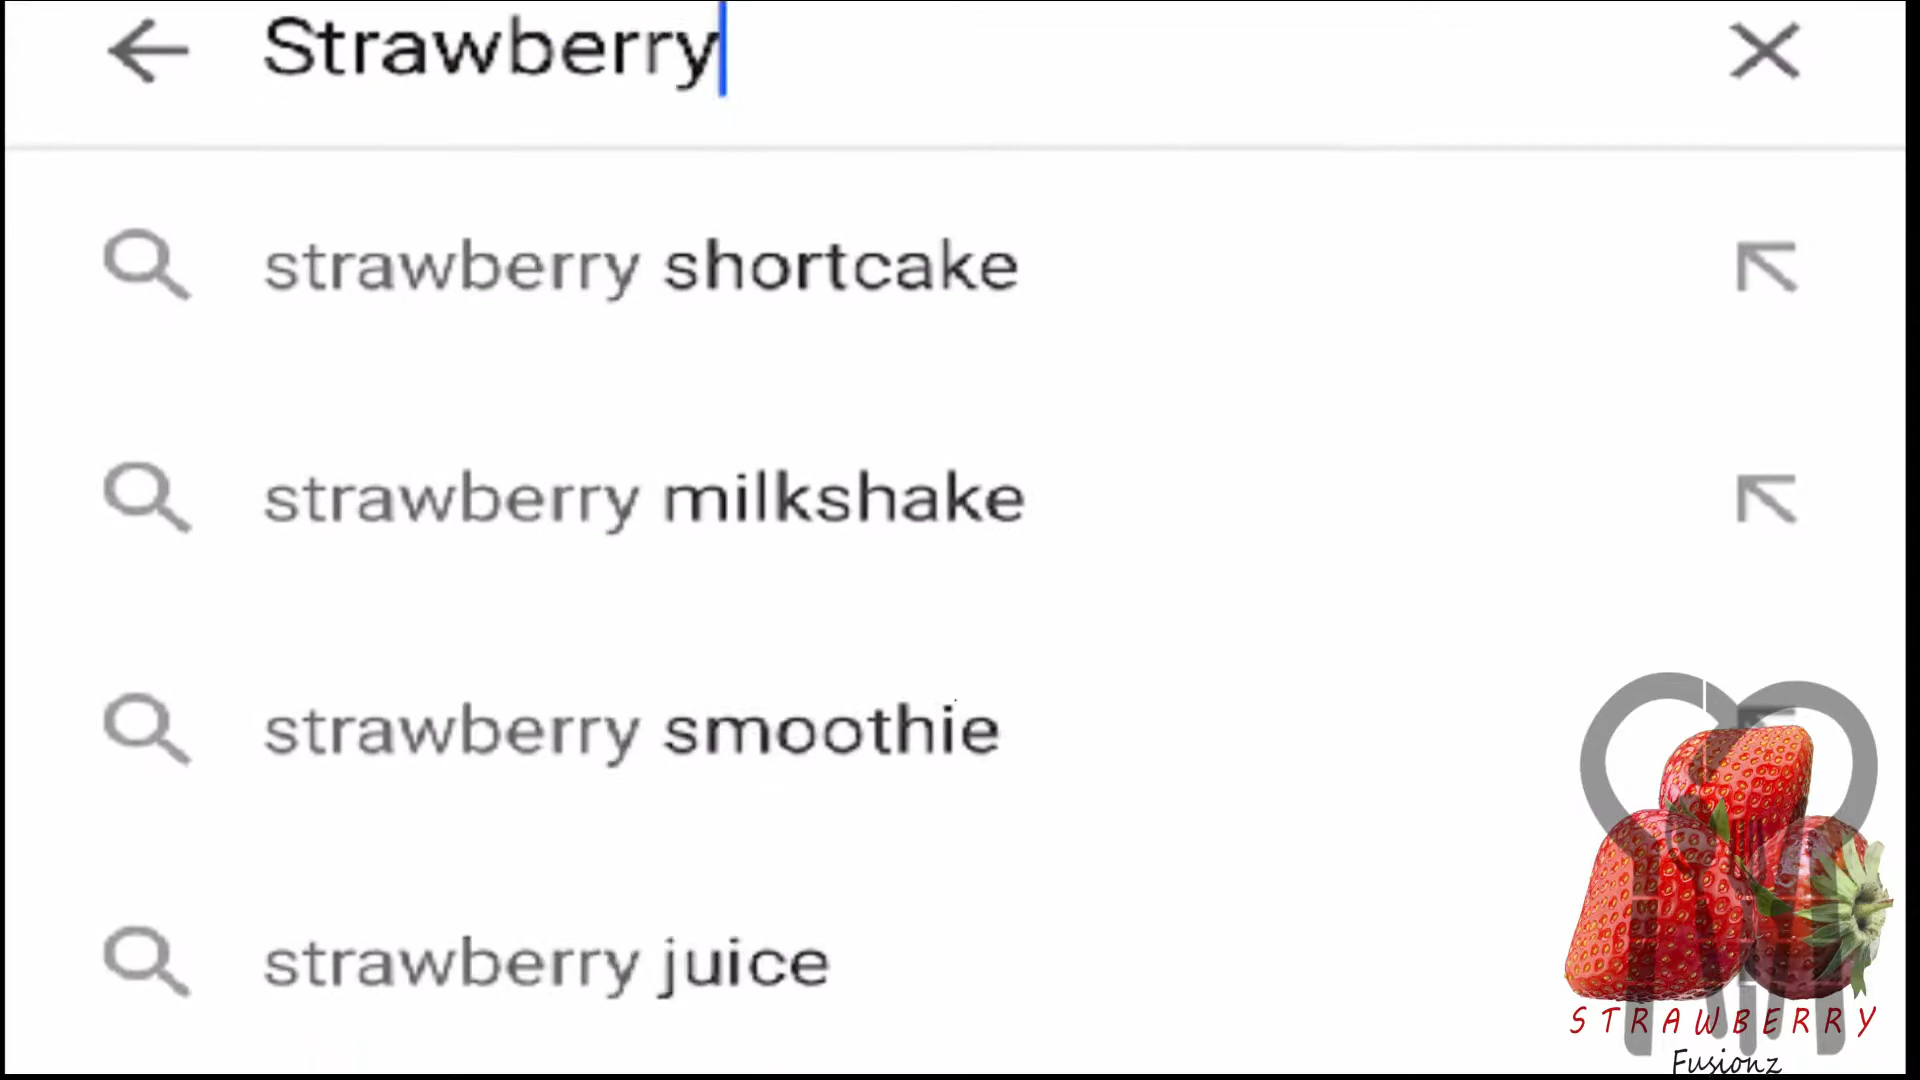 Strawberry
strawberry shortcake
strawberry milkshake
strawberry smoothie
strawberry juice
STRAWBERRY
Fusionz